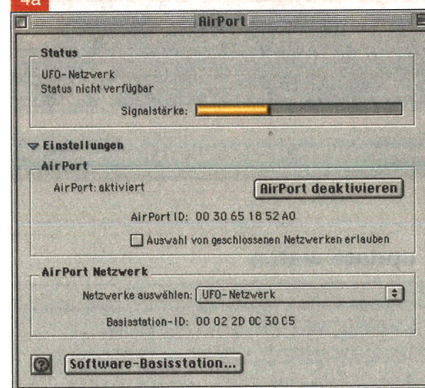 4a
AirPort
Status
UFO-Netzwerk
Status nicht verfügbar
Signalstärke:
Einstellungen
AirPort
AirPort: aktiviert
AirPort deaktivieren
AirPort ID: 00 30 65 18 52 A0
Auswahl von geschlossenen Netzwerken erlauben
AirPort Netzwerk
Netzwerke auswählen: UFO-Netzwerk
Basisstation-ID: 00 02 2D 0C 30 C5
? Software-Basisstation...